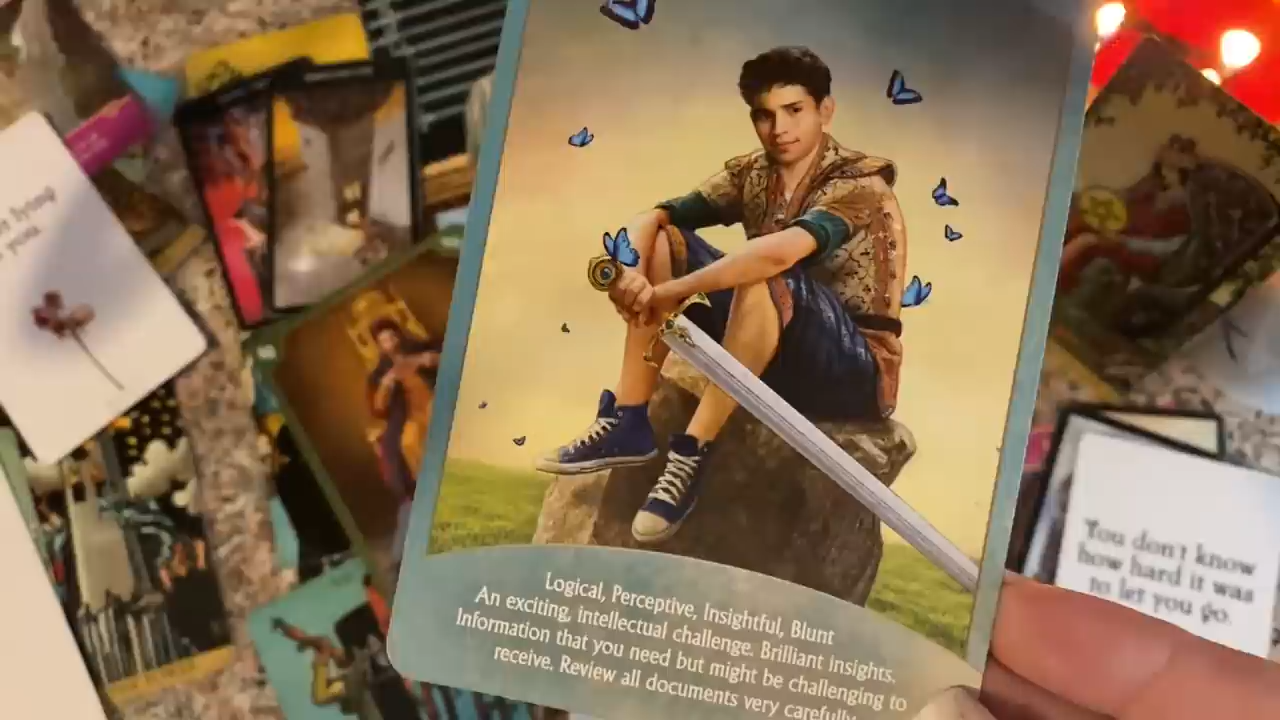 Logical, Perceptive, Insightful, Blunt
An exciting, intellectual challenge. Brilliant insights.
Information that you need but might be challenging to
receive. Review all documents very carefully
You don't know
how hard it was
to let you go.
you.